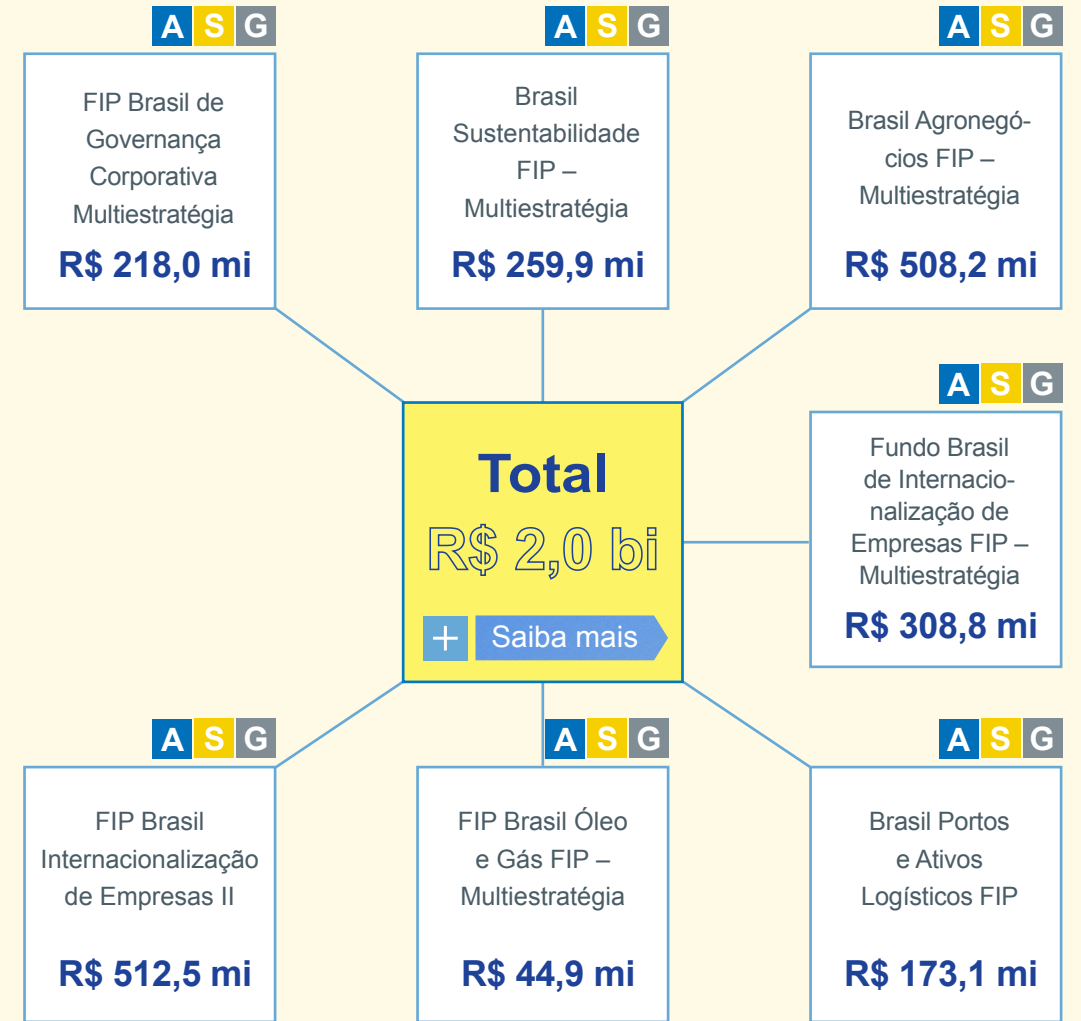 A S G
FIP Brasil de
Governança
Corporativa
Multiestratégia
R$ 218,0 mi
A S G
Brasil
Sustentabilidade
FIP –
Multiestratégia
R$ 259,9 mi
A S G
Brasil Agronegó-
cios FIP –
Multiestratégia
R$ 508,2 mi
A S G
Fundo Brasil
de Internacio-
nalização de
Empresas FIP –
Multiestratégia
R$ 308,8 mi
Total
R$ 2,0 bi
+ Saiba mais
A S G
FIP Brasil
Internacionalização
de Empresas II
R$ 512,5 mi
A S G
FIP Brasil Óleo
e Gás FIP –
Multiestratégia
R$ 44,9 mi
A S G
Brasil Portos
e Ativos
Logísticos FIP
R$ 173,1 mi